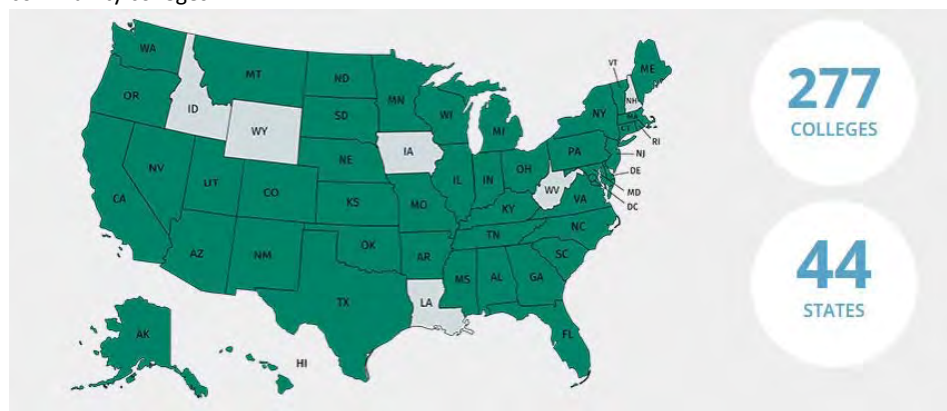 WA
MT
ND
MN
OR
ID
SD
WI
MI
VT
ME
NH
NY
MA
CT
RI
WY
IA
NE
PA
NJ
NV
UT
CO
IL
IN
OH
DE
MD
DC
WV
VA
CA
KS
MO
KY
NC
TN
AZ
NM
OK
AR
SC
MS
AL
GA
TX
LA
FL
AK
HI
277
COLLEGES
44
STATES